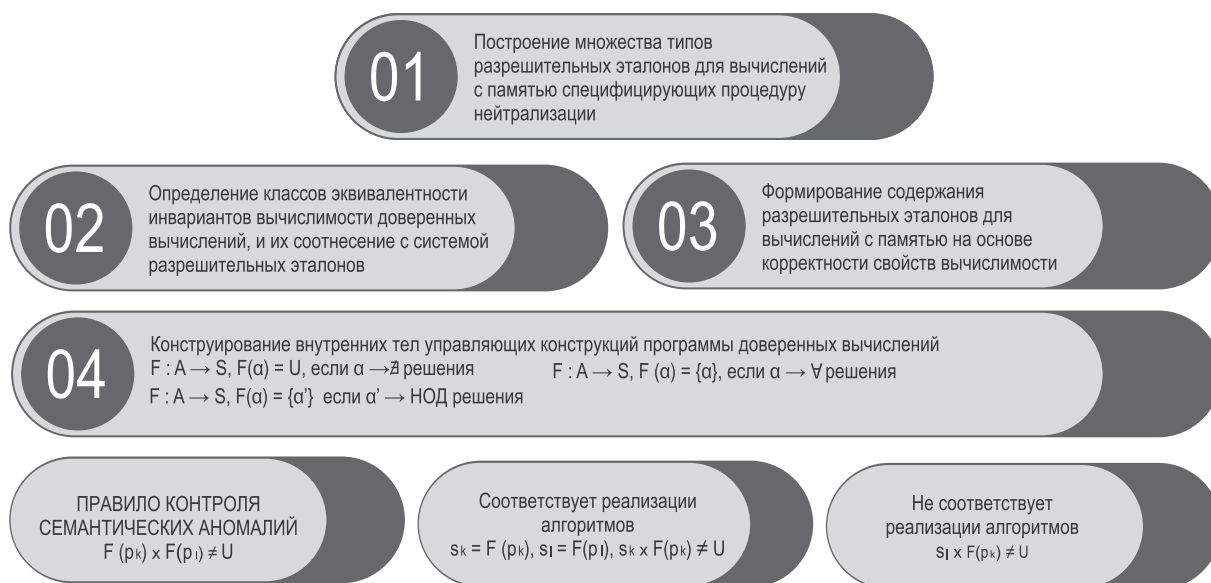 01
Построение множества типов
разрешительных эталонов для вычислений
с памятью специфицирующих процедуру
нейтрализации
02
Определение классов эквивалентности
инвариантов вычислимости доверенных
вычислений, и их соотнесение с системой
разрешительных эталонов
03
Формирование содержания
разрешительных эталонов для
вычислений с памятью на основе
корректности свойств вычислимости
04
Конструирование внутренних тел управляющих конструкций программы доверенных вычислений
F : A → S, F(α) = U, если α →∄ решения F : A → S, F (α) = {α}, если α → ∀ решения
F : A → S, F(α) = {α’} если α’ → НОД решения
ПРАВИЛО КОНТРОЛЯ
СЕМАНТИЧЕСКИХ АНОМАЛИЙ
F (pk) x F(pl) ≠ U
Соответствует реализации
алгоритмов
sk = F (pk), sl = F(pl), sk x F(pk) ≠ U
Не соответствует
реализации алгоритмов
sl x F(pk) ≠ U